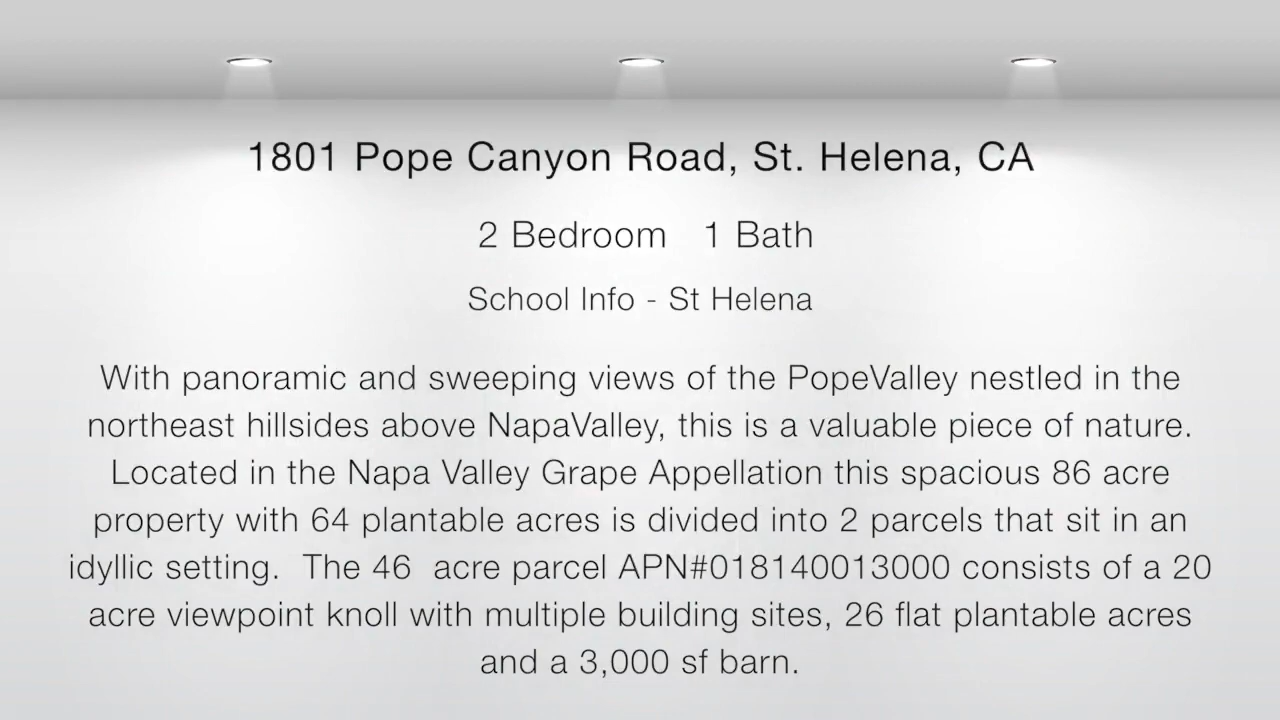 1801 Pope Canyon Road, St. Helena, CA
2 Bedroom   1 Bath
School Info - St Helena
With panoramic and sweeping views of the PopeValley nestled in the
northeast hillsides above NapaValley, this is a valuable piece of nature.
Located in the Napa Valley Grape Appellation this spacious 86 acre
property with 64 plantable acres is divided into 2 parcels that sit in an
idyllic setting.  The 46  acre parcel APN#018140013000 consists of a 20
acre viewpoint knoll with multiple building sites, 26 flat plantable acres
and a 3,000 sf barn.